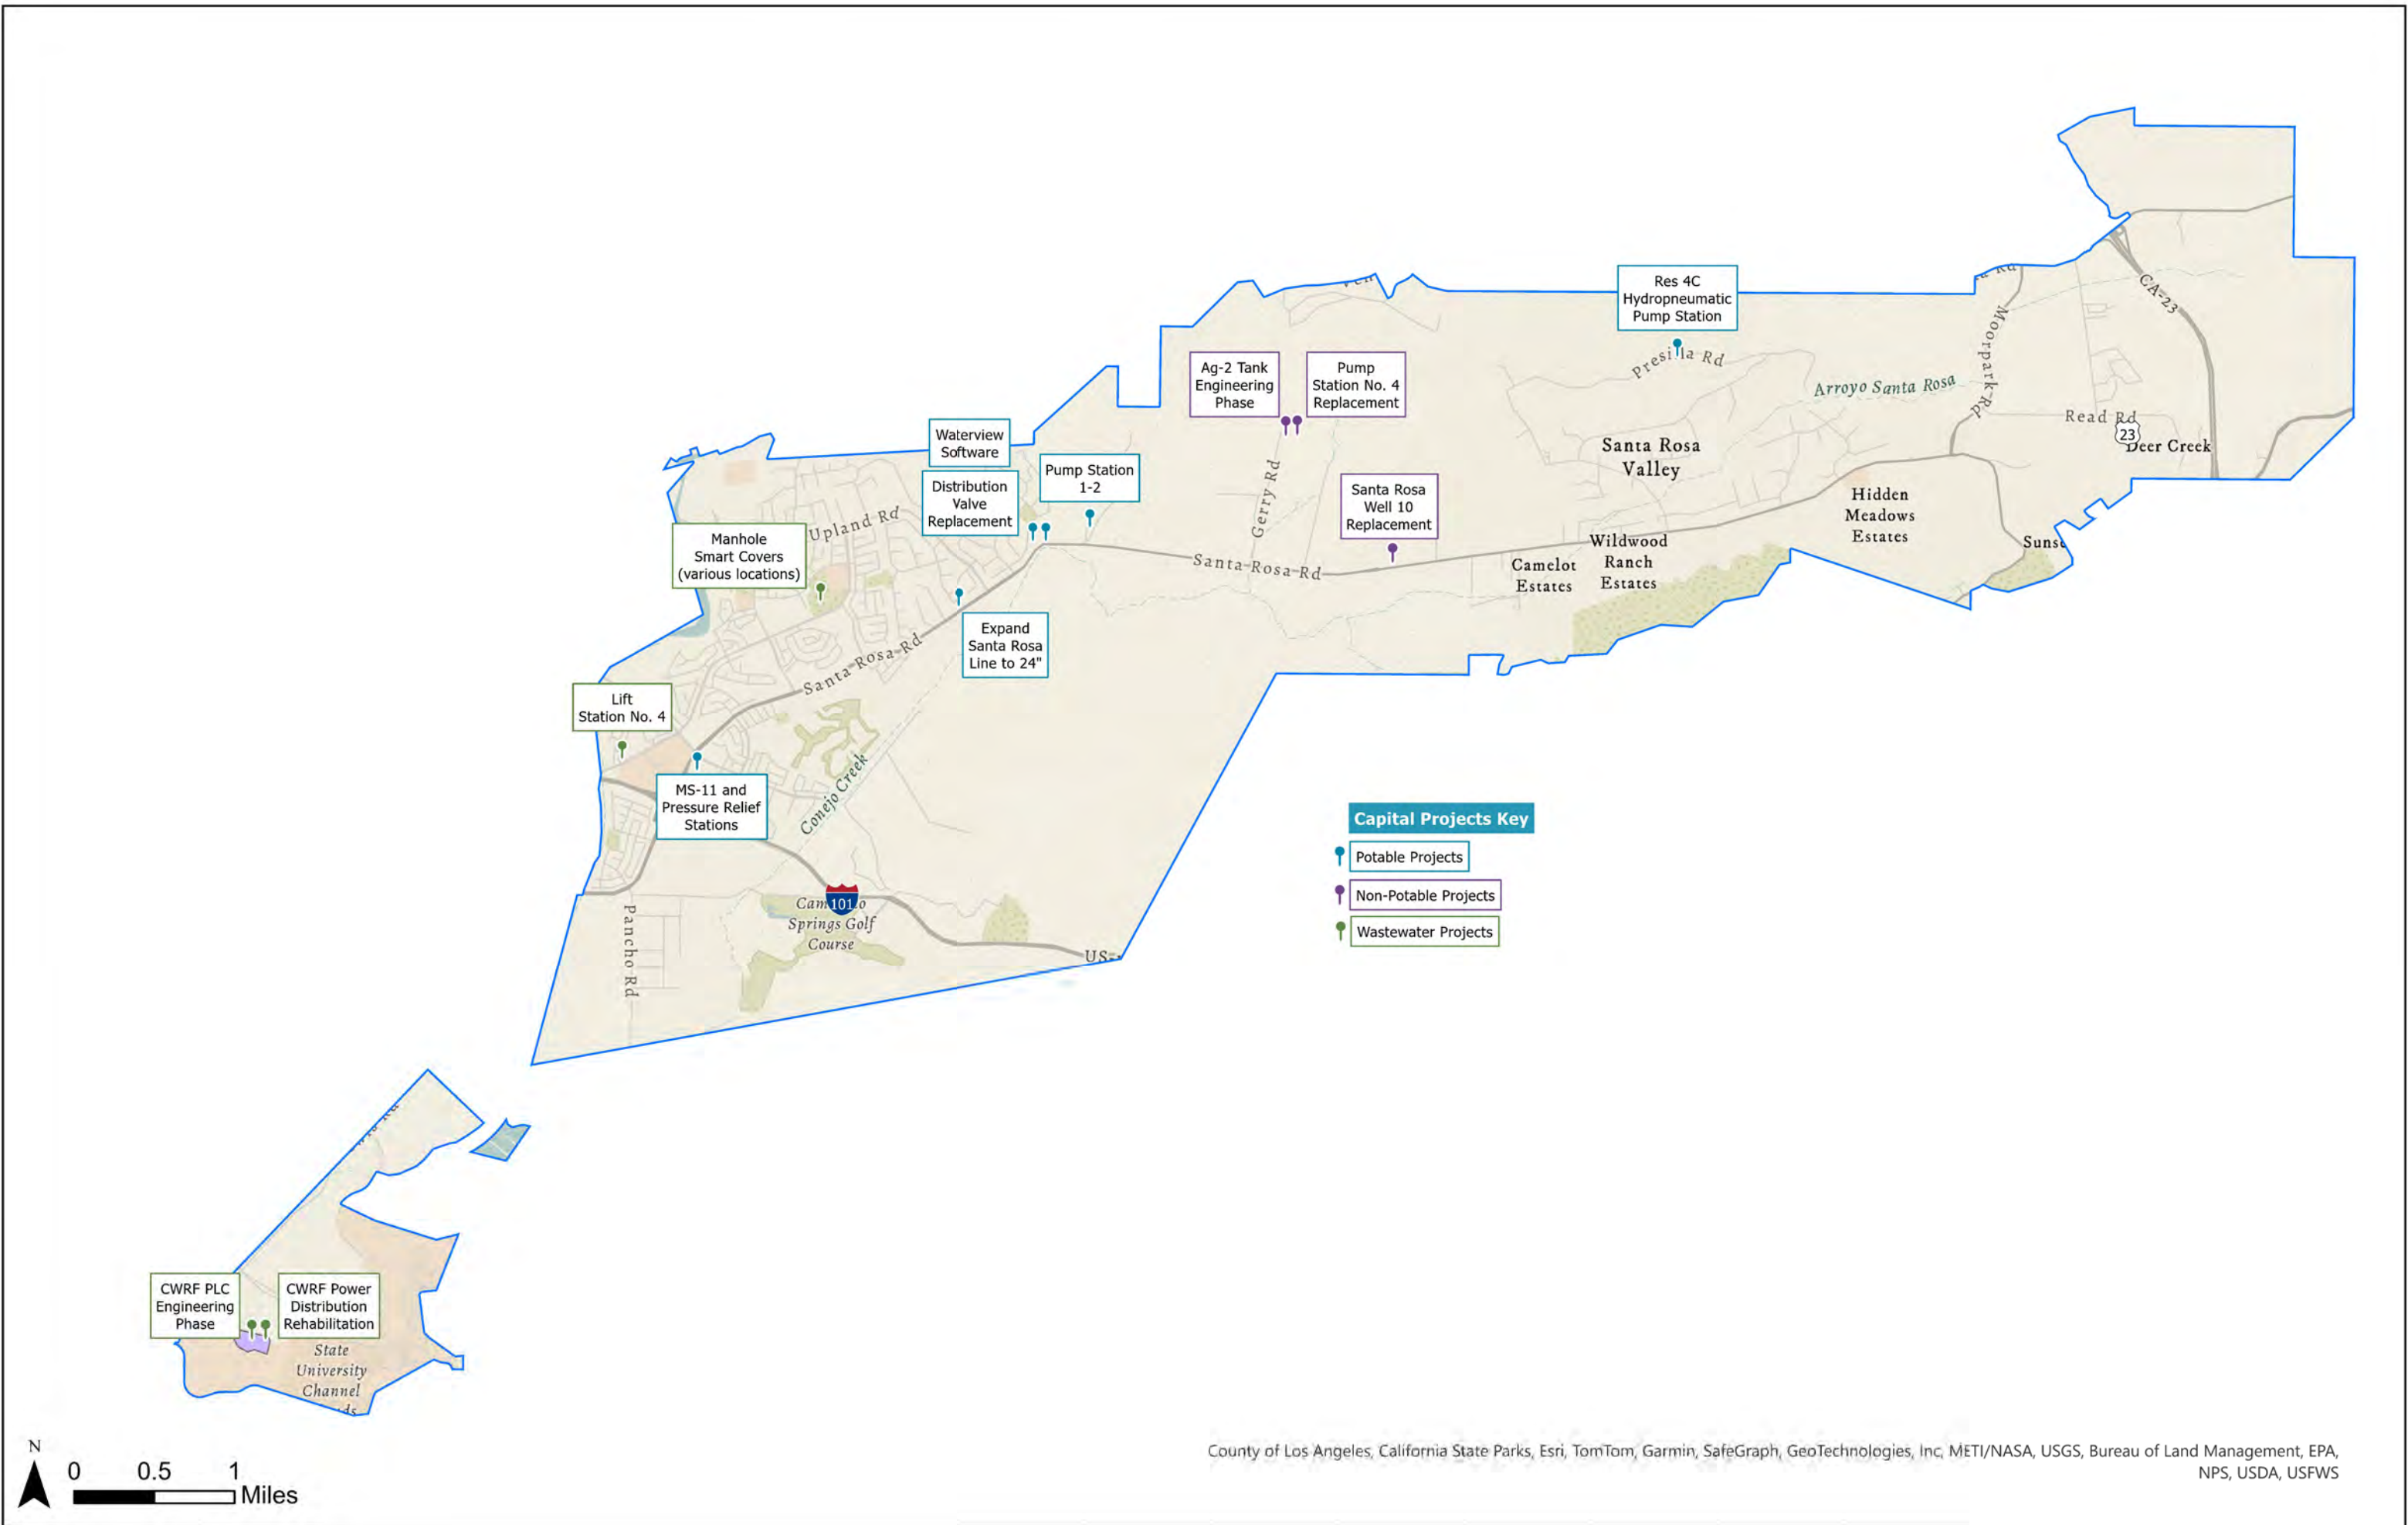 Res 4C
Hydropneumatic
Pump Station
CA-23
Moorpark Rd
Presilla Rd
Arroyo Santa Rosa
Read Rd
23
Deer Creek
Ag-2 Tank
Engineering
Phase
Pump
Station No. 4
Replacement
Waterview
Software
Distribution
Valve
Replacement
Pump Station
1-2
Gerry Rd
Santa Rosa
Well 10
Replacement
Santa Rosa
Valley
Hidden
Meadows
Estates
Upland Rd
Manhole
Smart Covers
(various locations)
Santa Rosa Rd
Camelot
Estates
Wildwood
Ranch
Estates
Expand
Santa Rosa
Line to 24"
Santa Rosa Rd
Lift
Station No. 4
MS-11 and
Pressure Relief
Stations
Conejo Creek
101
Springs Golf
Course
Pancho Rd
Capital Projects Key
Potable Projects
Non-Potable Projects
Wastewater Projects
CWRF PLC
Engineering
Phase
CWRF Power
Distribution
Rehabilitation
State
University
Channel
N
0 0.5 1
Miles
County of Los Angeles, California State Parks, Esri, TomTom, Garmin, SafeGraph, GeoTechnologies, Inc, METI/NASA, USGS, Bureau of Land Management, EPA,
NPS, USDA, USFWS